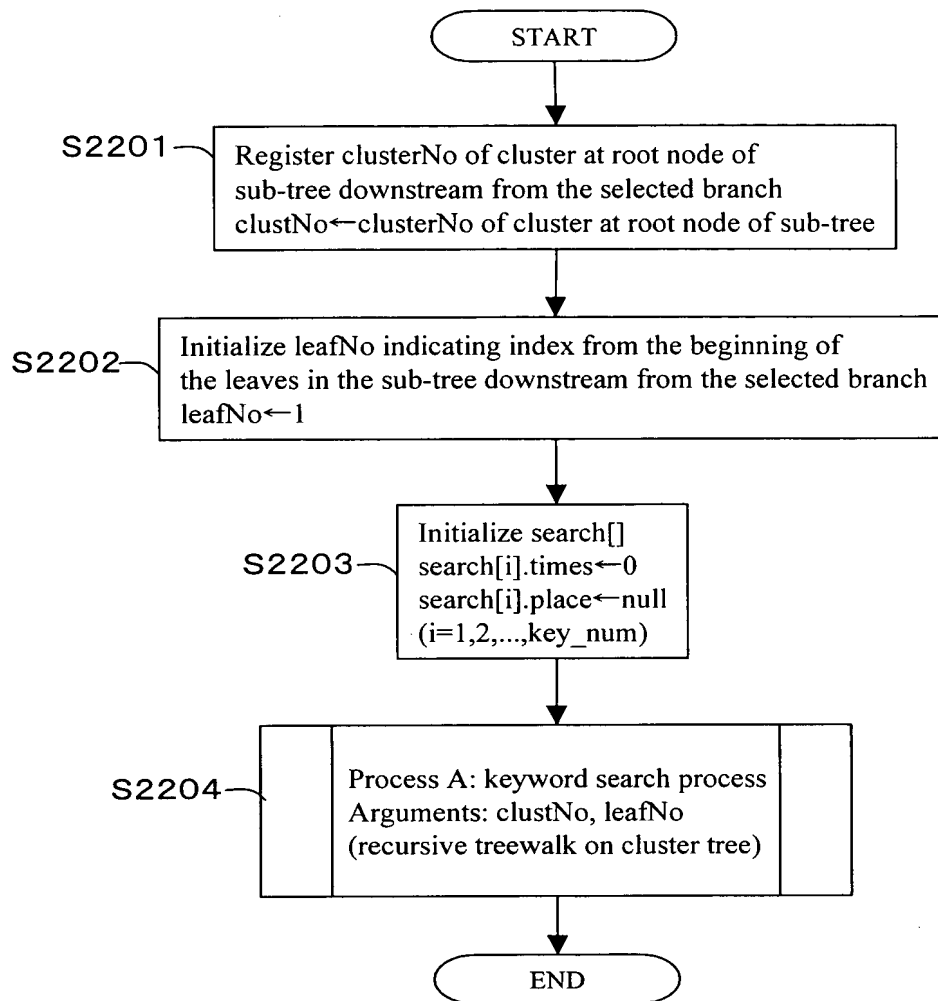 START
S2201
Register clusterNo of cluster at root node of
sub-tree downstream from the selected branch
clustNo←clusterNo of cluster at root node of sub-tree
S2202
Initialize leafNo indicating index from the beginning of
the leaves in the sub-tree downstream from the selected branch
leafNo←1
S2203
Initialize search[]
search[i].times←0
search[i].place←null
(i=1,2,...,key_num)
S2204
Process A: keyword search process
Arguments: clustNo, leafNo
(recursive treewalk on cluster tree)
END